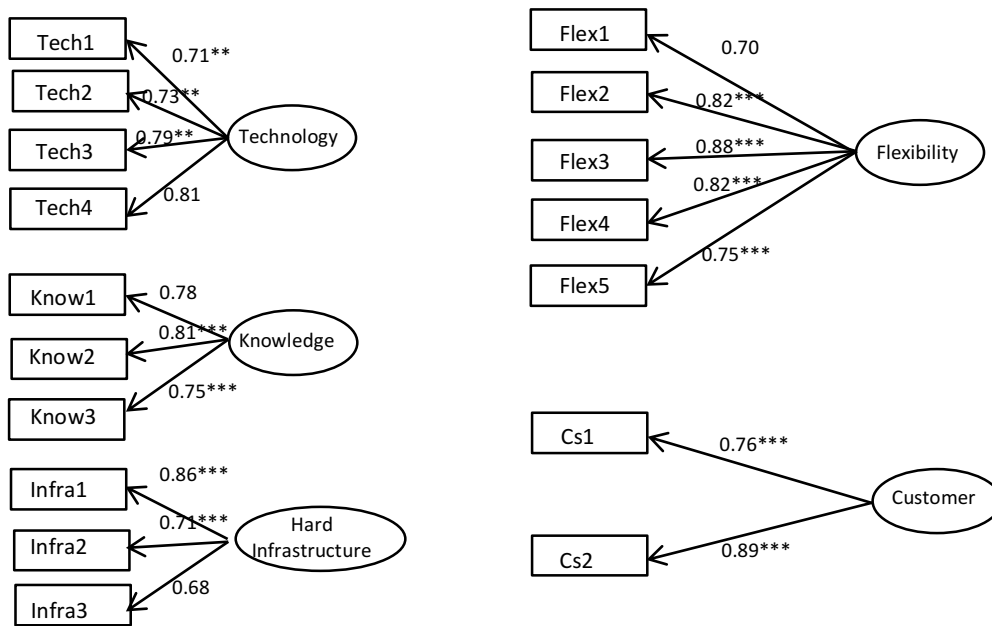 Tech1
0.71**
Tech2
0.73**
Tech3
0.79**
Tech4
0.81
Technology
Know1
0.78
Know2
0.81***
Know3
0.75***
Knowledge
Infra1
0.86***
Infra2
0.71***
Infra3
0.68
Hard
Infrastructure
Flex1
0.70
Flex2
0.82***
Flex3
0.88***
Flex4
0.82***
Flex5
0.75***
Flexibility
Cs1
0.76***
Cs2
0.89***
Customer